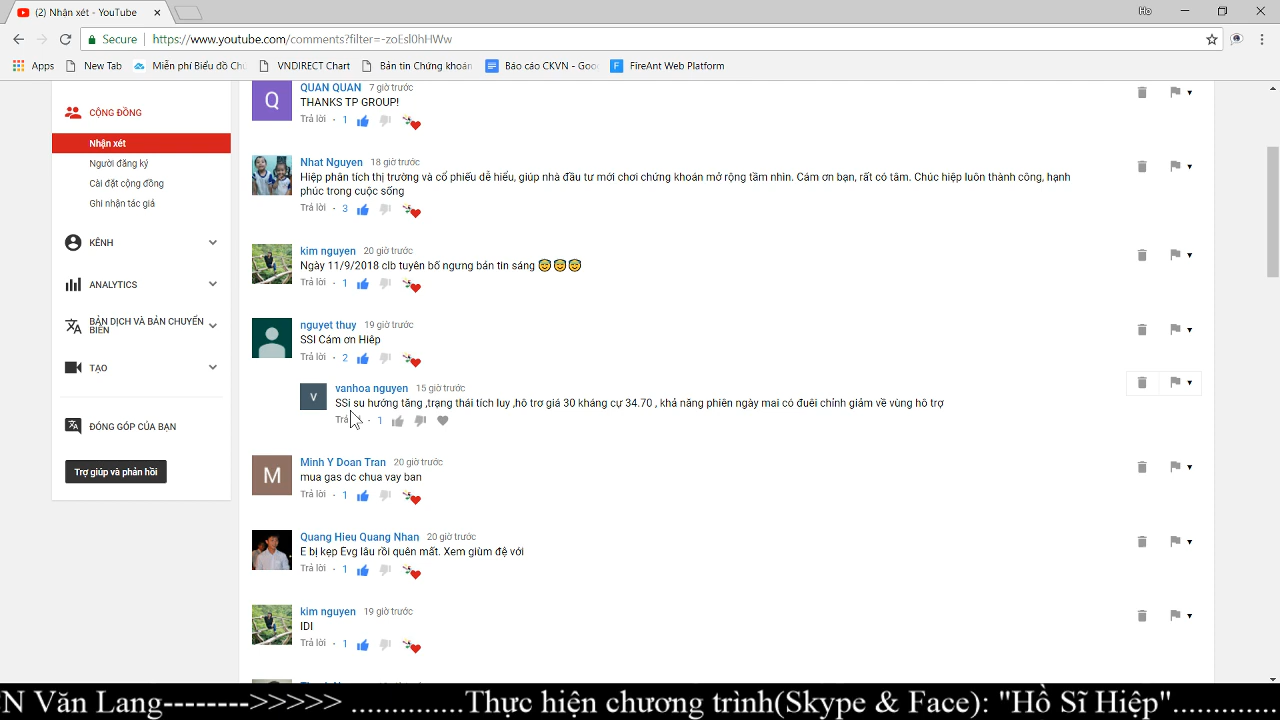 (2) Nhận xét - YouTube
Secure https://www.youtube.com/comments?filter=-zoEsl0hHWw
Apps New Tab Miễn phí Biểu đồ Chu VNDIRECT Chart Bản tin Chứng khoán Báo cáo CKVN - Goo FireAnt Web Platform
CỘNG ĐỒNG
Nhận xét
Người đăng ký
Cài đặt cộng đồng
Ghi nhận tác giả
KÊNH
ANALYTICS
BẢN DỊCH VÀ BẢN CHUYỂN
BIÊN
TẠO
ĐÓNG GÓP CỦA BẠN
Trợ giúp và phản hồi
Q
QUAN QUAN 7 giờ trước
THANKS TP GROUP!
Trả lời · 1
Nhat Nguyen 18 giờ trước
Hiệp phân tích thị trường và cổ phiếu dễ hiểu, giúp nhà đầu tư mới chơi chứng khoán mở rộng tầm nhìn. Cám ơn bạn, rất có tâm. Chúc hiệp luôn thành công, hạnh
phúc trong cuộc sống
Trả lời · 3
kim nguyen 20 giờ trước
Ngày 11/9/2018 clb tuyên bố ngưng bản tin sáng 😇😇😇
Trả lời · 1
nguyet thuy 19 giờ trước
SSI Cám ơn Hiệp
Trả lời · 2
v
vanhoa nguyen 15 giờ trước
SSi su hướng tăng ,trạng thái tích luy ,hô trơ giá 30 kháng cự 34.70 , khả năng phiên ngày mai có đuêi chỉnh giảm về vùng hô trợ
Trả · 1
M
Minh Y Doan Tran 20 giờ trước
mua gas dc chua vay ban
Trả lời · 1
Quang Hieu Quang Nhan 20 giờ trước
E bị kẹp Evg lâu rồi quên mất. Xem giùm đệ với
Trả lời · 1
kim nguyen 19 giờ trước
IDI
Trả lời · 1
N Văn Lang-------->>>>> ..............Thực hiện chương trình(Skype & Face): "Hồ Sĩ Hiệp"..............